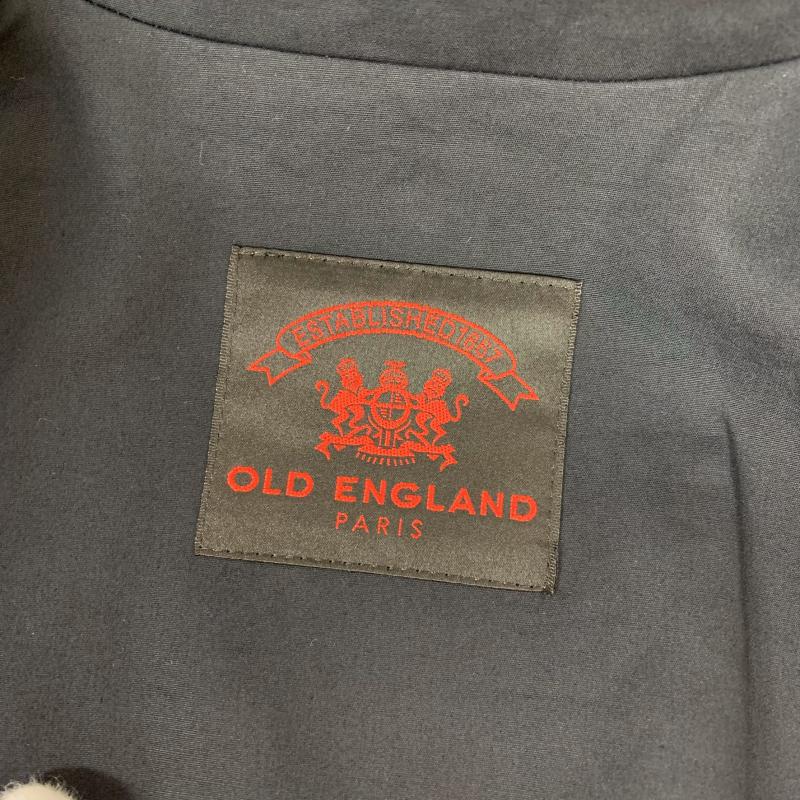 ESTABLISHED 1867
OLD ENGLAND
PARIS